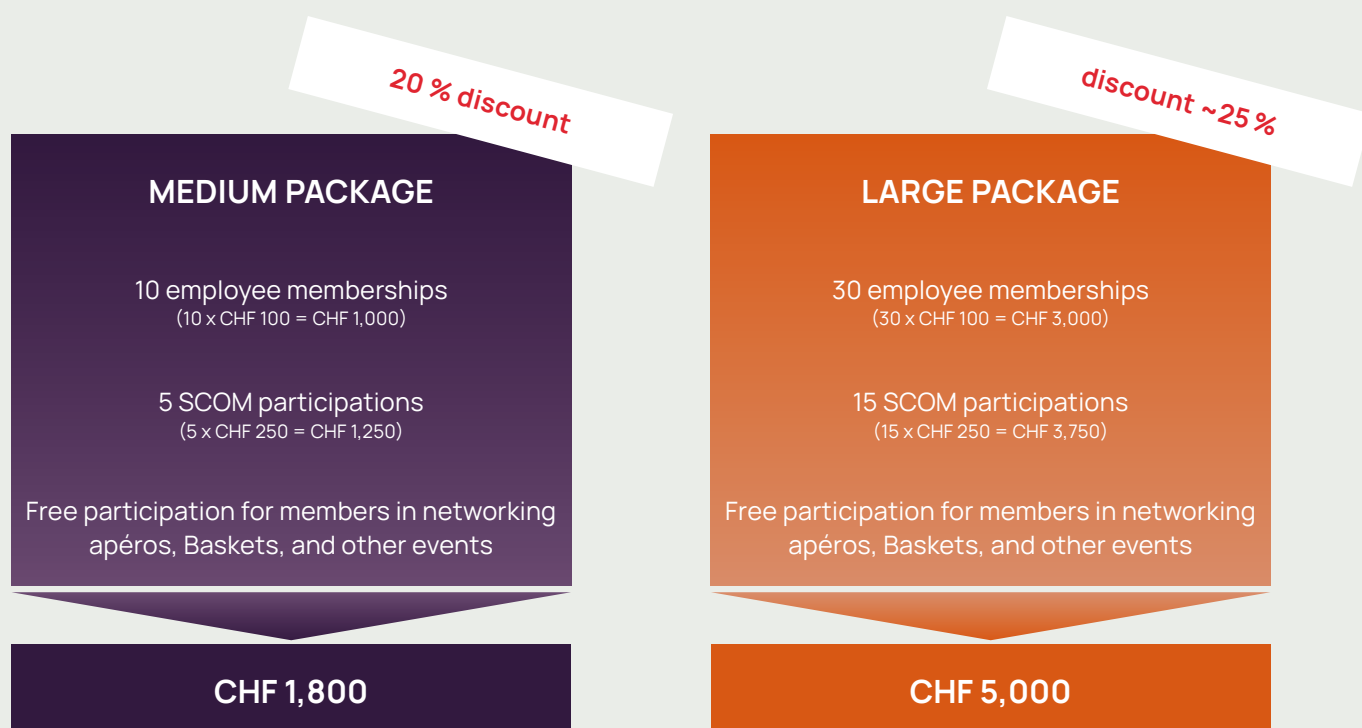 20 % discount
MEDIUM PACKAGE
10 employee memberships
(10 x CHF 100 = CHF 1,000)
5 SCOM participations
(5 x CHF 250 = CHF 1,250)
Free participation for members in networking
apéros, Baskets, and other events
CHF 1,800
discount ~25 %
LARGE PACKAGE
30 employee memberships
(30 x CHF 100 = CHF 3,000)
15 SCOM participations
(15 x CHF 250 = CHF 3,750)
Free participation for members in networking
apéros, Baskets, and other events
CHF 5,000